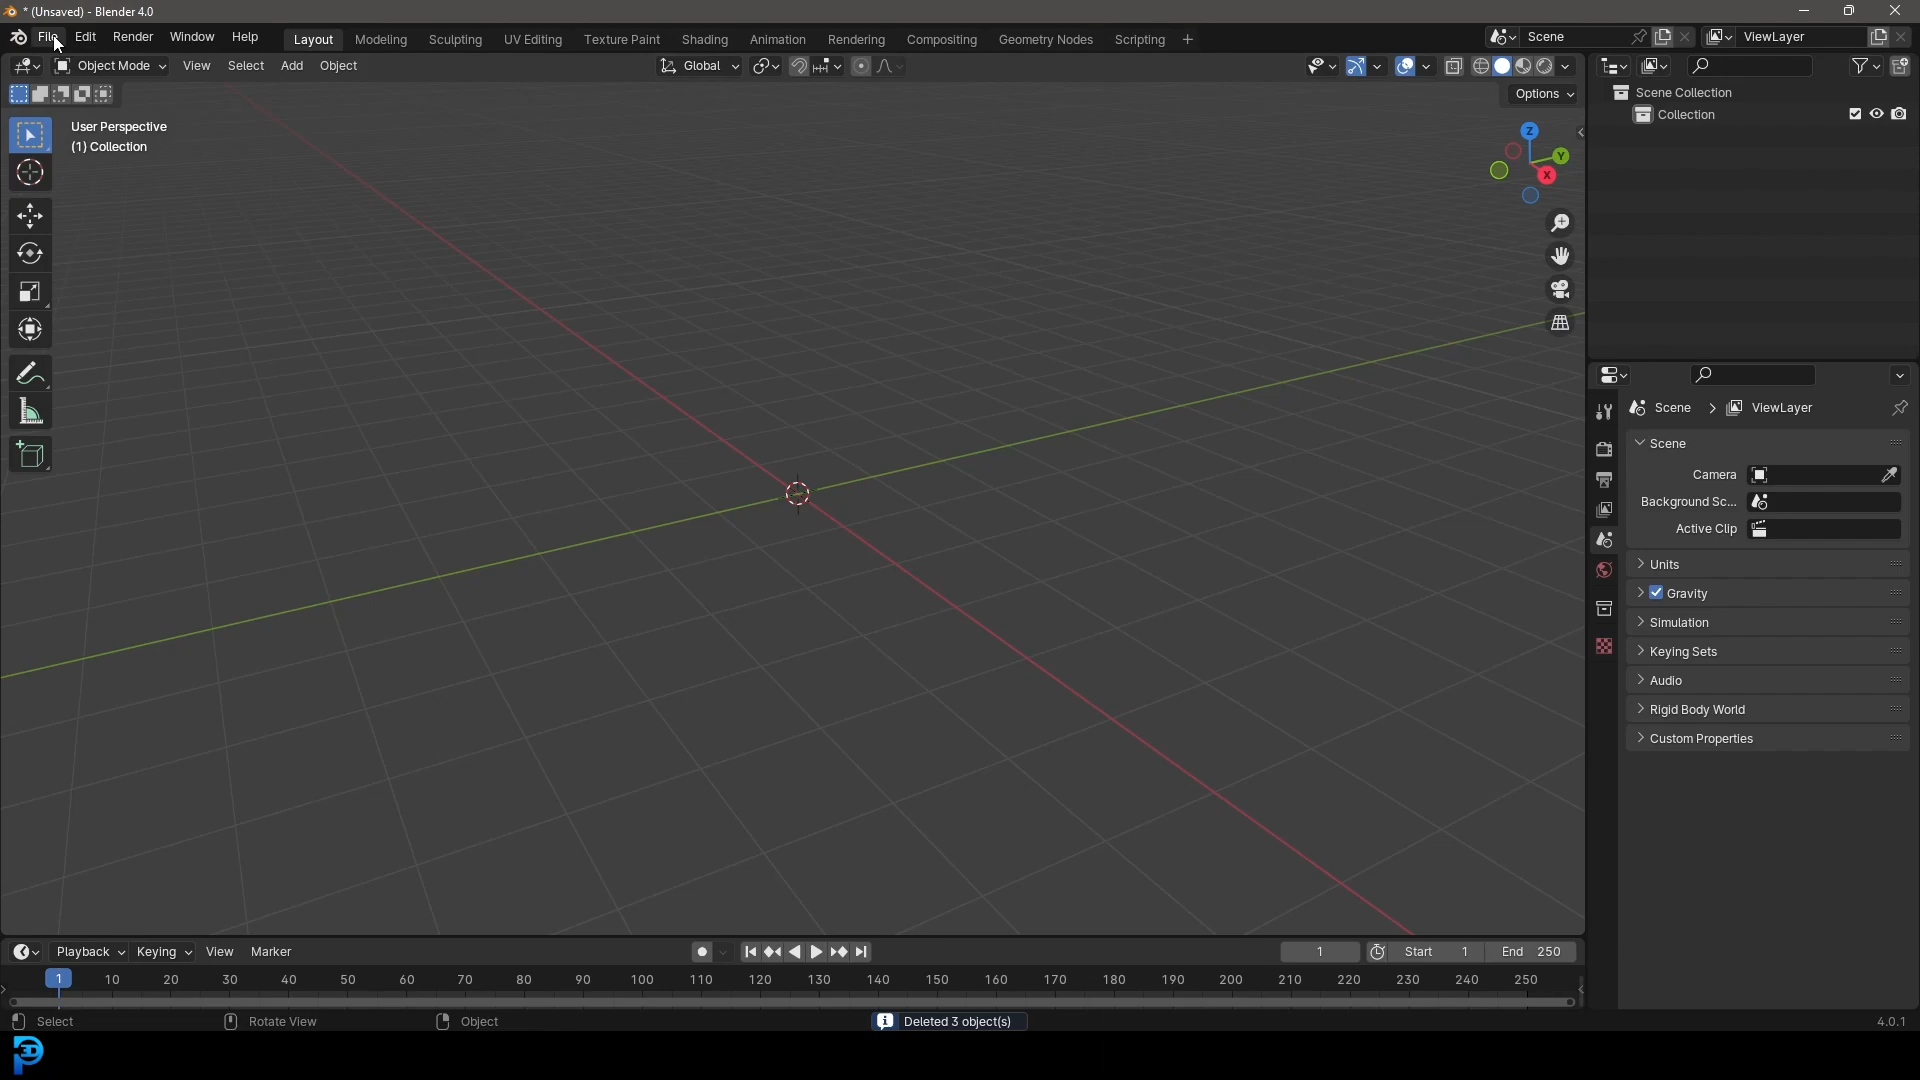 * (Unsaved) - Blender 4.0
File Edit Render Window Help
Layout Modeling Sculpting UV Editing Texture Paint Shading Animation Rendering Compositing Geometry Nodes Scripting +
Scene
ViewLayer
Object Mode View Select Add Object
Global
Options
User Perspective
(1) Collection
Z
Y
X
Scene Collection
Collection
Scene > ViewLayer
Scene
Camera
Background Sc...
Active Clip
Units
Gravity
Simulation
Keying Sets
Audio
Rigid Body World
Custom Properties
Playback Keying View Marker
1 Start 1 End 250
1 10 20 30 40 50 60 70 80 90 100 110 120 130 140 150 160 170 180 190 200 210 220 230 240 250
Select Rotate View Object
Deleted 3 object(s)
4.0.1
3D